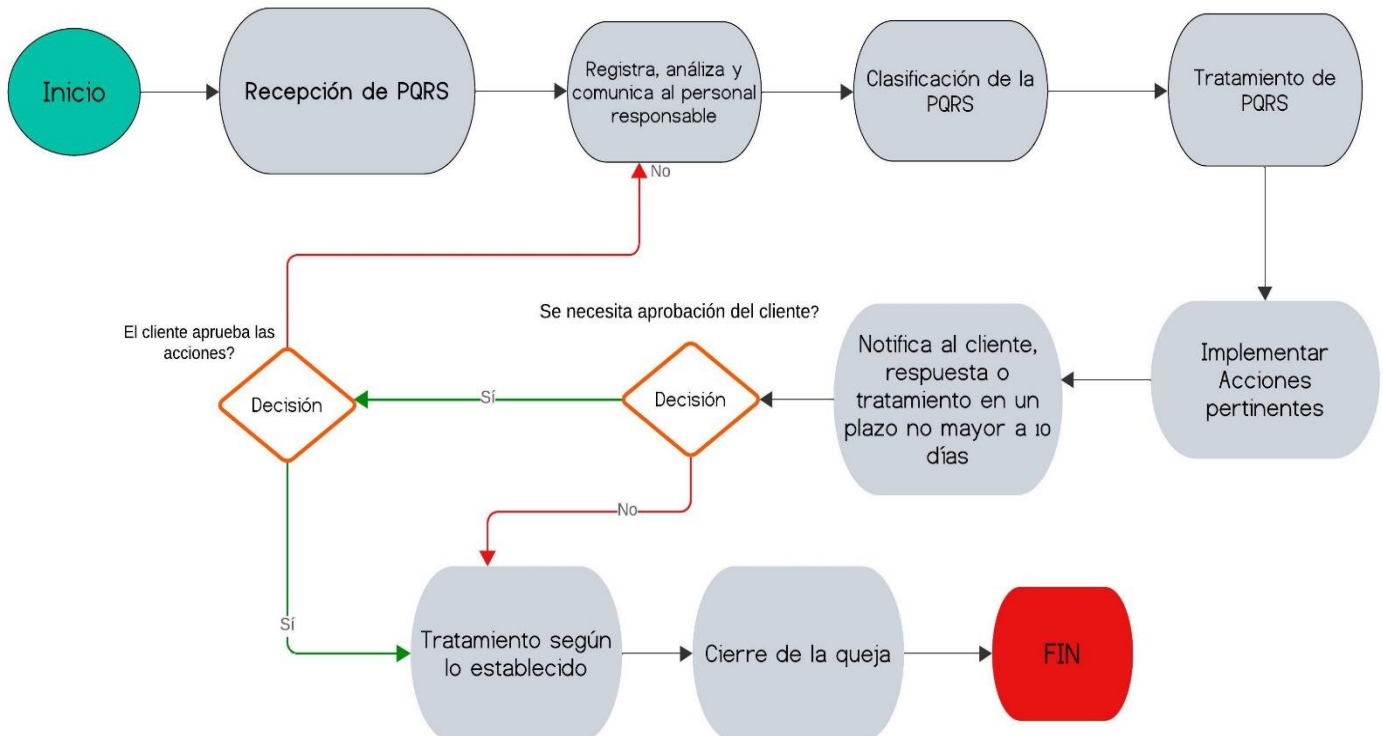 Inicio
Recepción de PQRS
Registra, análiza y
comunica al personal
responsable
Clasificación de la
PQRS
Tratamiento de
PQRS
No
El cliente aprueba las
acciones?
Decisión
Sí
Se necesita aprobación del cliente?
Decisión
Notifica al cliente,
respuesta o
tratamiento en un
plazo no mayor a 10
días
Implementar
Acciones
pertinentes
No
Sí
Tratamiento según
lo establecido
Cierre de la queja
FIN